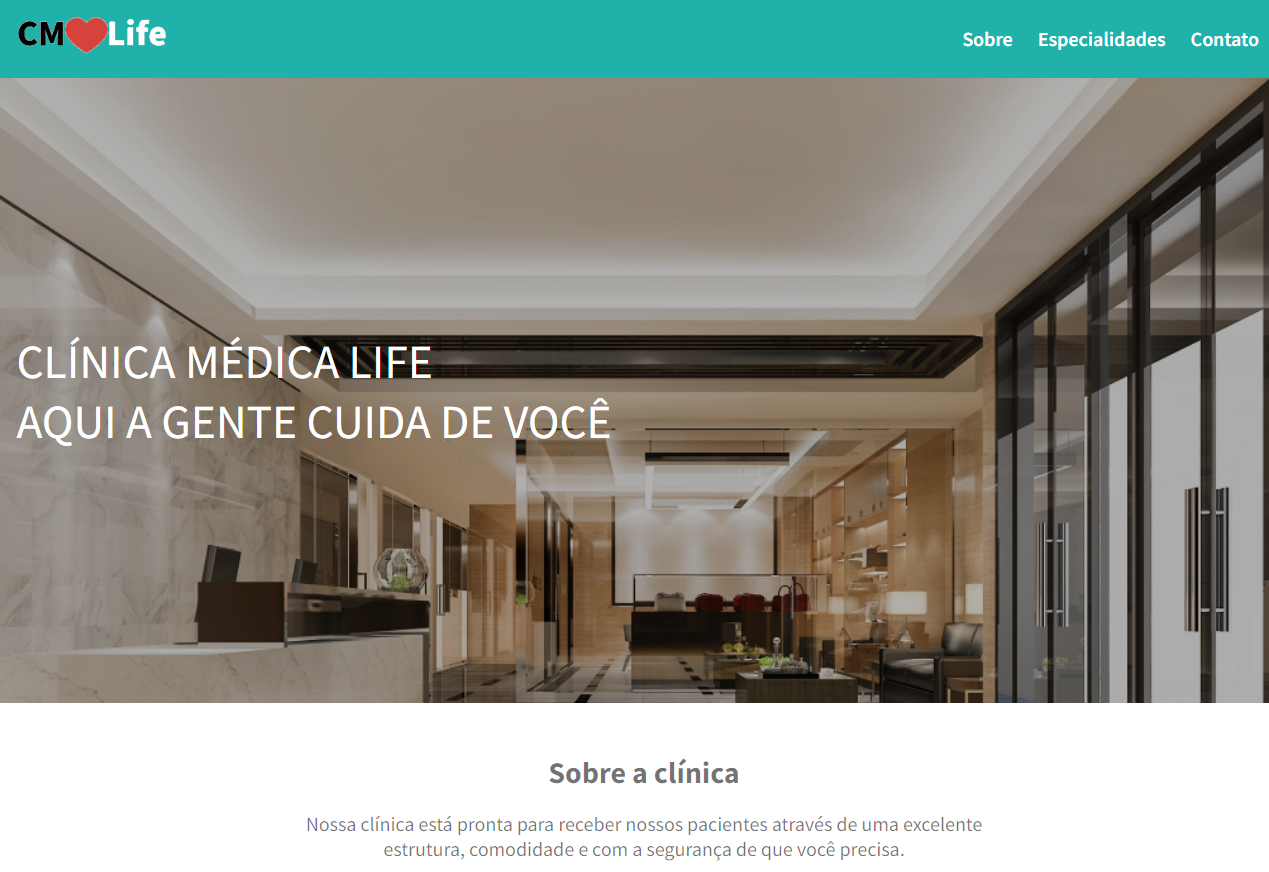 CM Life
Sobre Especialidades Contato
CLÍNICA MÉDICA LIFE
AQUI A GENTE CUIDA DE VOCÊ
Sobre a clínica
Nossa clínica está pronta para receber nossos pacientes através de uma excelente
estrutura, comodidade e com a segurança de que você precisa.